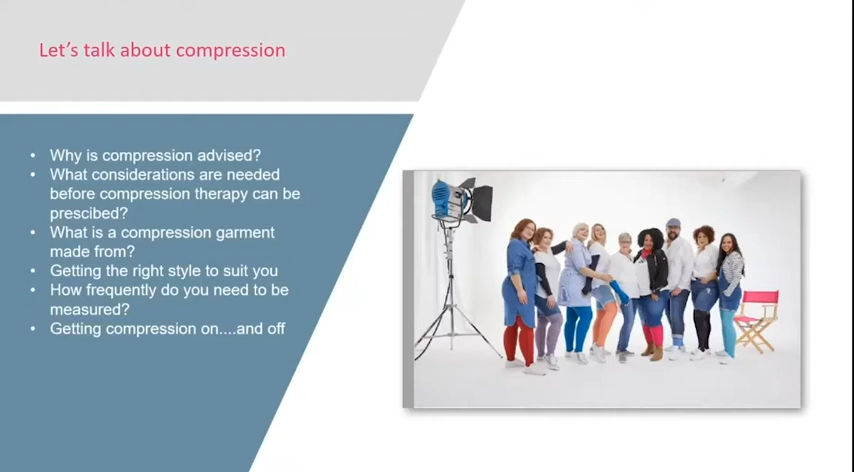 Let's talk about compression
• Why is compression advised?
• What considerations are needed
before compression therapy can be
prescibed?
• What is a compression garment
made from?
• Getting the right style to suit you
• How frequently do you need to be
measured?
• Getting compression on....and off